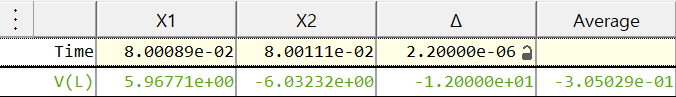 X1 X2 Δ Average
Time 8.00089e-02 8.00111e-02 2.20000e-06
V(L) 5.96771e+00 -6.03232e+00 -1.20000e+01 -3.05029e-01